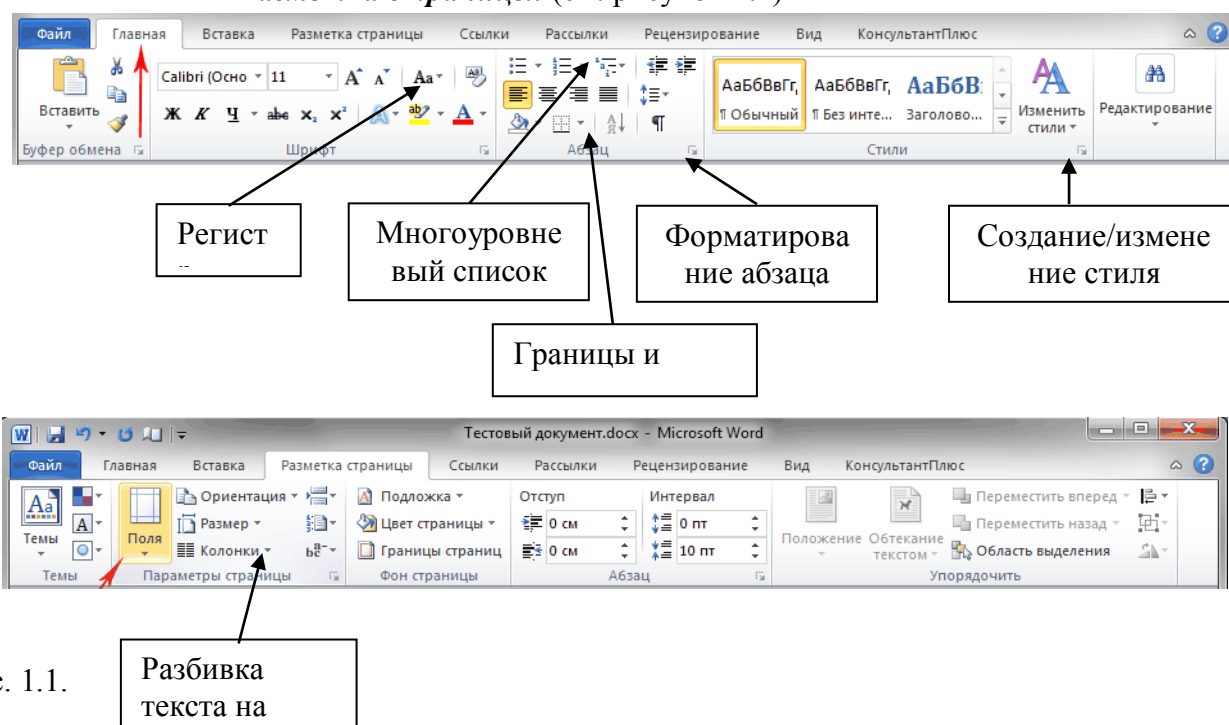 Файл Главная Вставка Разметка страницы Ссылки Рассылки Рецензирование Вид КонсультантПлюс
Calibri (Осно 11 Aa
Вставить
Ж К Ч abc x₂ x²
АаБбВвГг, АаБбВвГг, АаБбВ
¶ Обычный ¶ Без инте... Заголово...
Изменить стили
Редактирование
Буфер обмена Шрифт Абзац Стили
Регист
Многоуровне
вый список
Форматирова
ние абзаца
Создание/измене
ние стиля
Границы и
Тестовый документ.docx - Microsoft Word
Файл Главная Вставка Разметка страницы Ссылки Рассылки Рецензирование Вид КонсультантПлюс
Темы
Поля
Ориентация
Размер
Колонки
Подложка
Цвет страницы
Границы страниц
Отступ Интервал
0 см 0 пт
0 см 10 пт
Положение Обтекание текстом
Переместить вперед
Переместить назад
Область выделения
Темы Параметры страницы Фон страницы Абзац Упорядочить
Разбивка
текста на
с. 1.1.